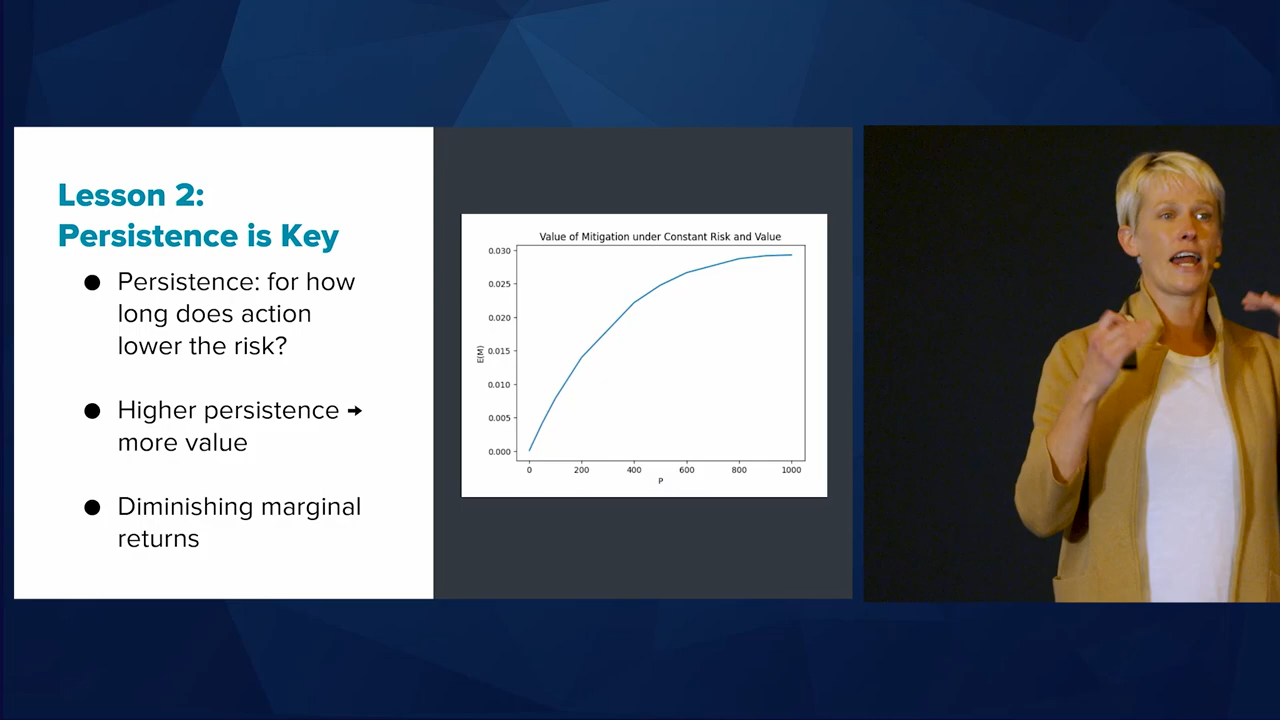 Lesson 2:
Persistence is Key
● Persistence: for how
long does action
lower the risk?
● Higher persistence →
more value
● Diminishing marginal
returns
Value of Mitigation under Constant Risk and Value
0.030
0.025
0.020
0.015
0.010
0.005
0.000
E(M)
0 200 400 600 800 1000
P